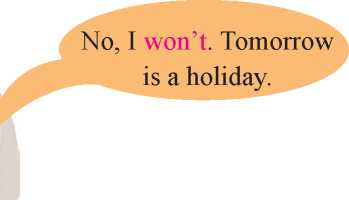 No, I won't. Tomorrow
is a holiday.